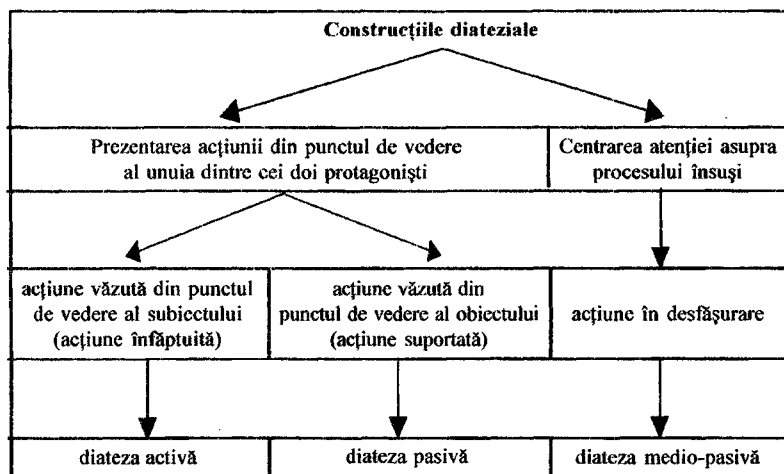 Construcțiile diateziale
Prezentarea acțiunii din punctul de vedere
al unuia dintre cei doi protagoniști
Centrarea atenției asupra
procesului însuși
acțiune văzută din punctul
de vedere al subiectului
(acțiune înfăptuită)
acțiune văzută din
punctul de vedere al obiectului
(acțiune suportată)
acțiune în desfășurare
diateza activă
diateza pasivă
diateza medio-pasivă